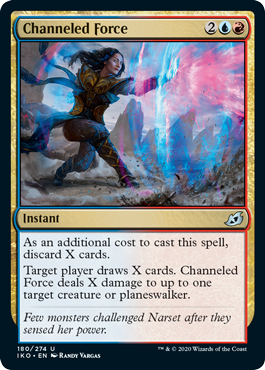 Channeled Force 2
Instant
As an additional cost to cast this spell,
discard X cards.
Target player draws X cards. Channeled
Force deals X damage to up to one
target creature or planeswalker.
Few monsters challenged Narset after they
sensed her power.
180/274 U
IKO • EN RANDY VARGAS
™ & © 2020 Wizards of the Coast